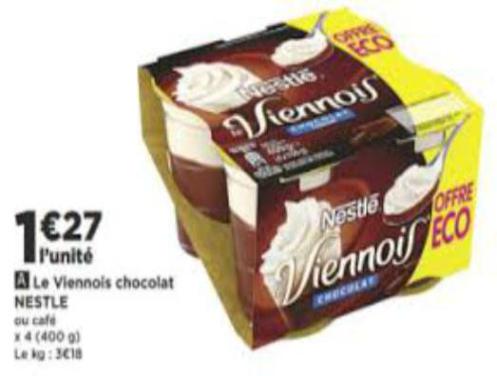 OFFRE
ECO
Nestlé
Viennois
CHOCOLAT
Nestlé
Viennois
CHOCOLAT
OFFRE
ECO
1€27
l'unité
A Le Viennois chocolat
NESTLE
ou café
x 4 (400 g)
Le kg : 3€18